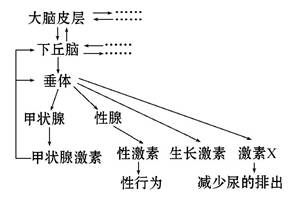 大脑皮层
下丘脑
垂体
甲状腺 性腺
甲状腺激素 性激素 生长激素 激素X
性行为 减少尿的排出